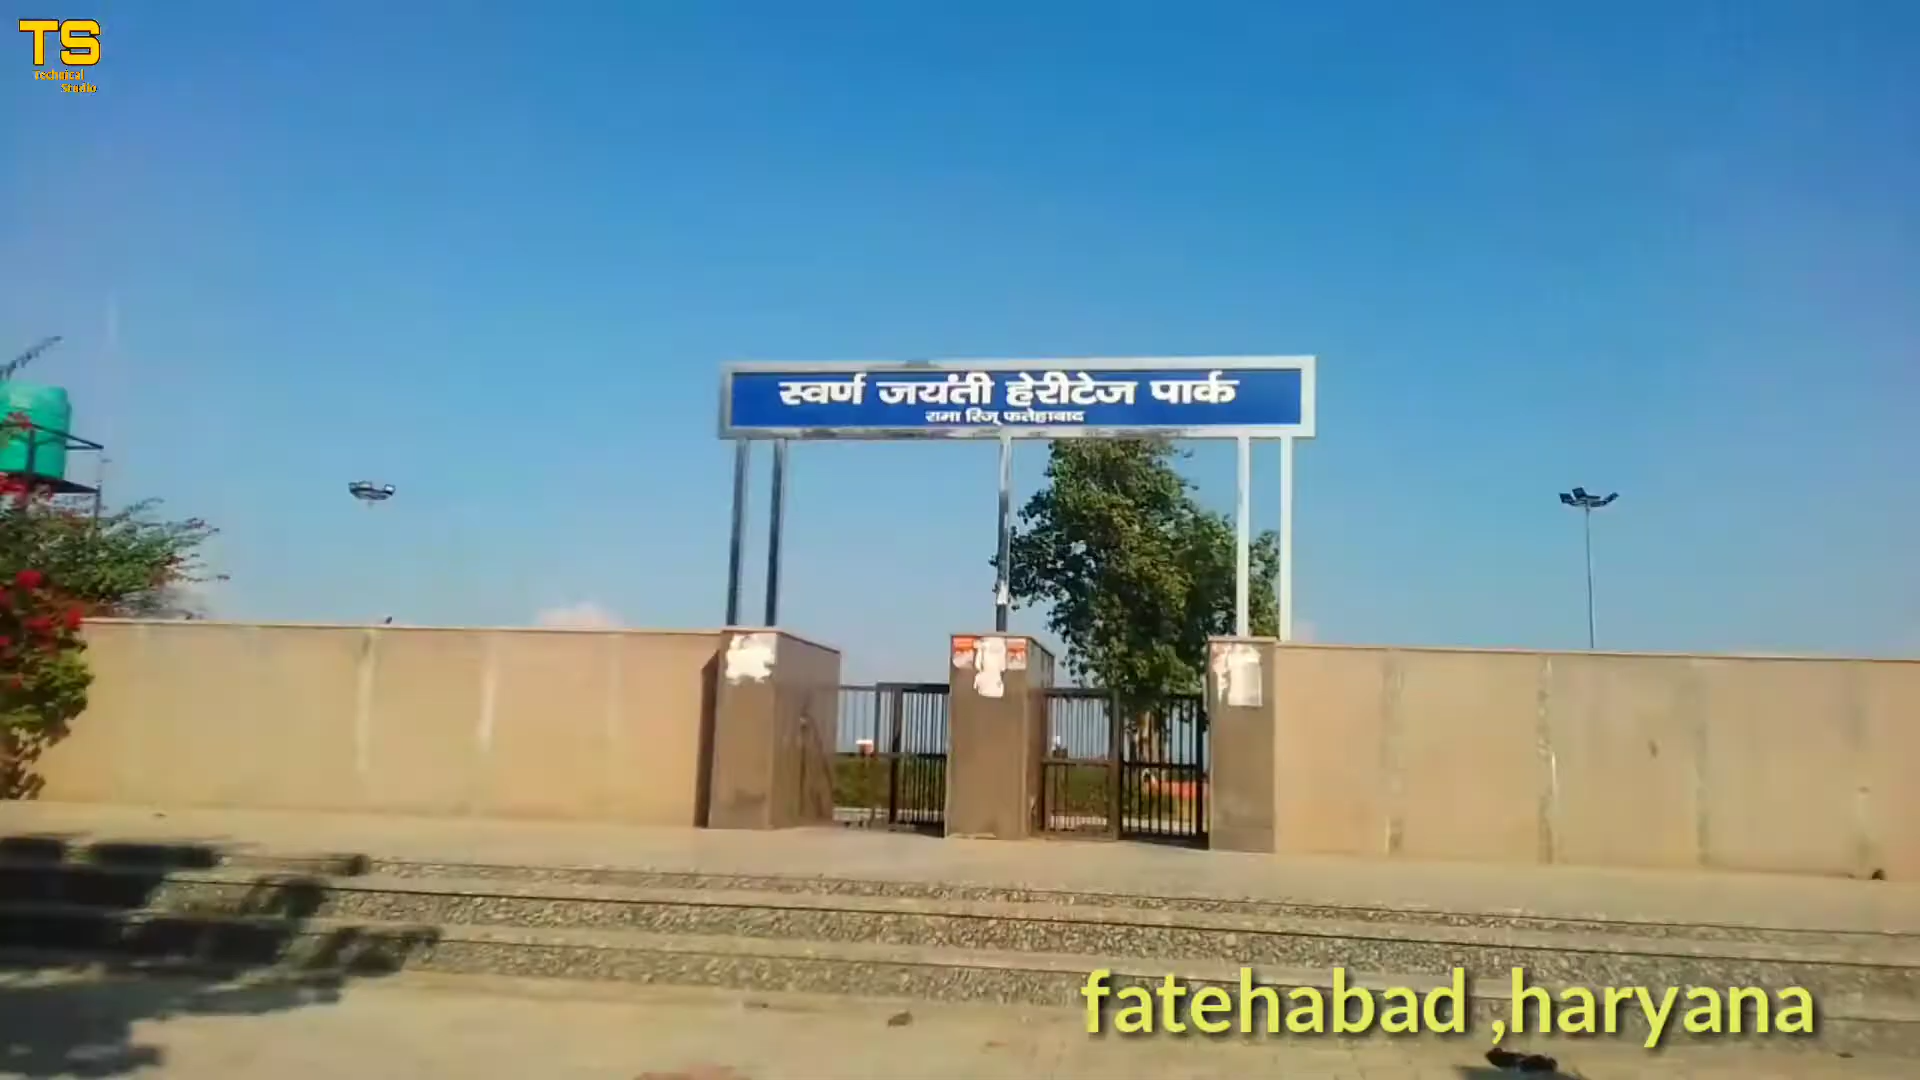 TS
Technical
Studio
स्वर्ण जयंती हेरीटेज पार्क
रामा रिज् फतेहाबाद
fatehabad ,haryana